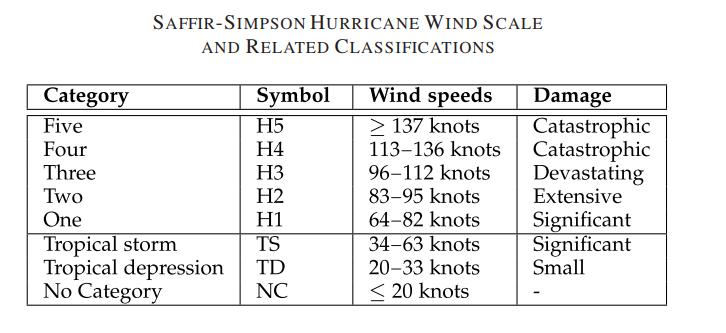 SAFFIR-SIMPSON HURRICANE WIND SCALE
AND RELATED CLASSIFICATIONS
Category Symbol Wind speeds Damage
Five H5 ≥ 137 knots Catastrophic
Four H4 113–136 knots Catastrophic
Three H3 96–112 knots Devastating
Two H2 83–95 knots Extensive
One H1 64–82 knots Significant
Tropical storm TS 34–63 knots Significant
Tropical depression TD 20–33 knots Small
No Category NC ≤ 20 knots -